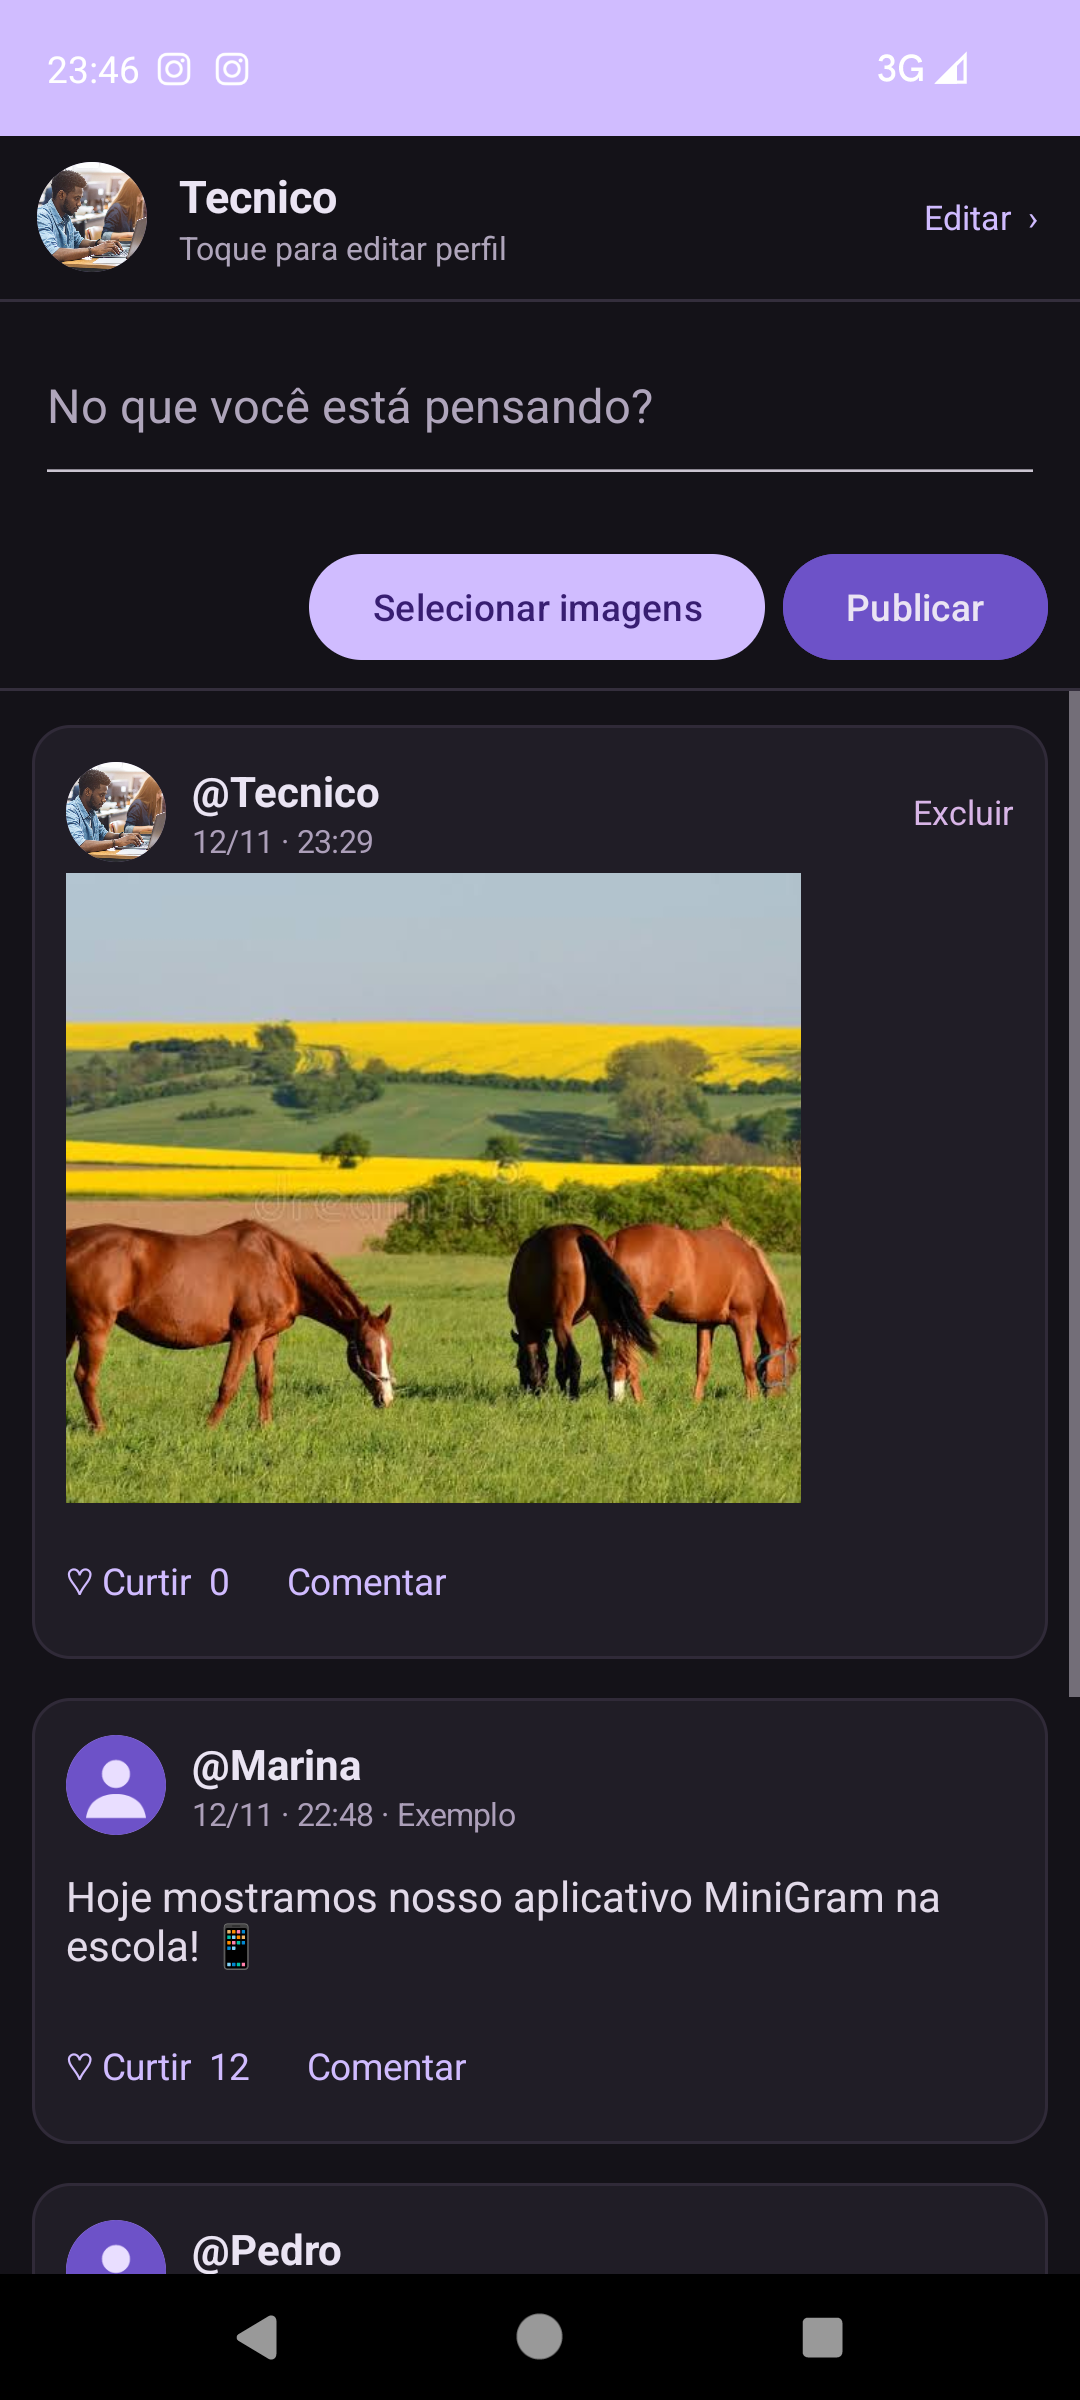 23:46
3G
Tecnico
Toque para editar perfil
Editar ›
No que você está pensando?
Selecionar imagens
Publicar
@Tecnico
12/11 · 23:29
Excluir
dreamstime
♡ Curtir 0 Comentar
@Marina
12/11 · 22:48 · Exemplo
Hoje mostramos nosso aplicativo MiniGram na
escola! 📱
♡ Curtir 12 Comentar
@Pedro